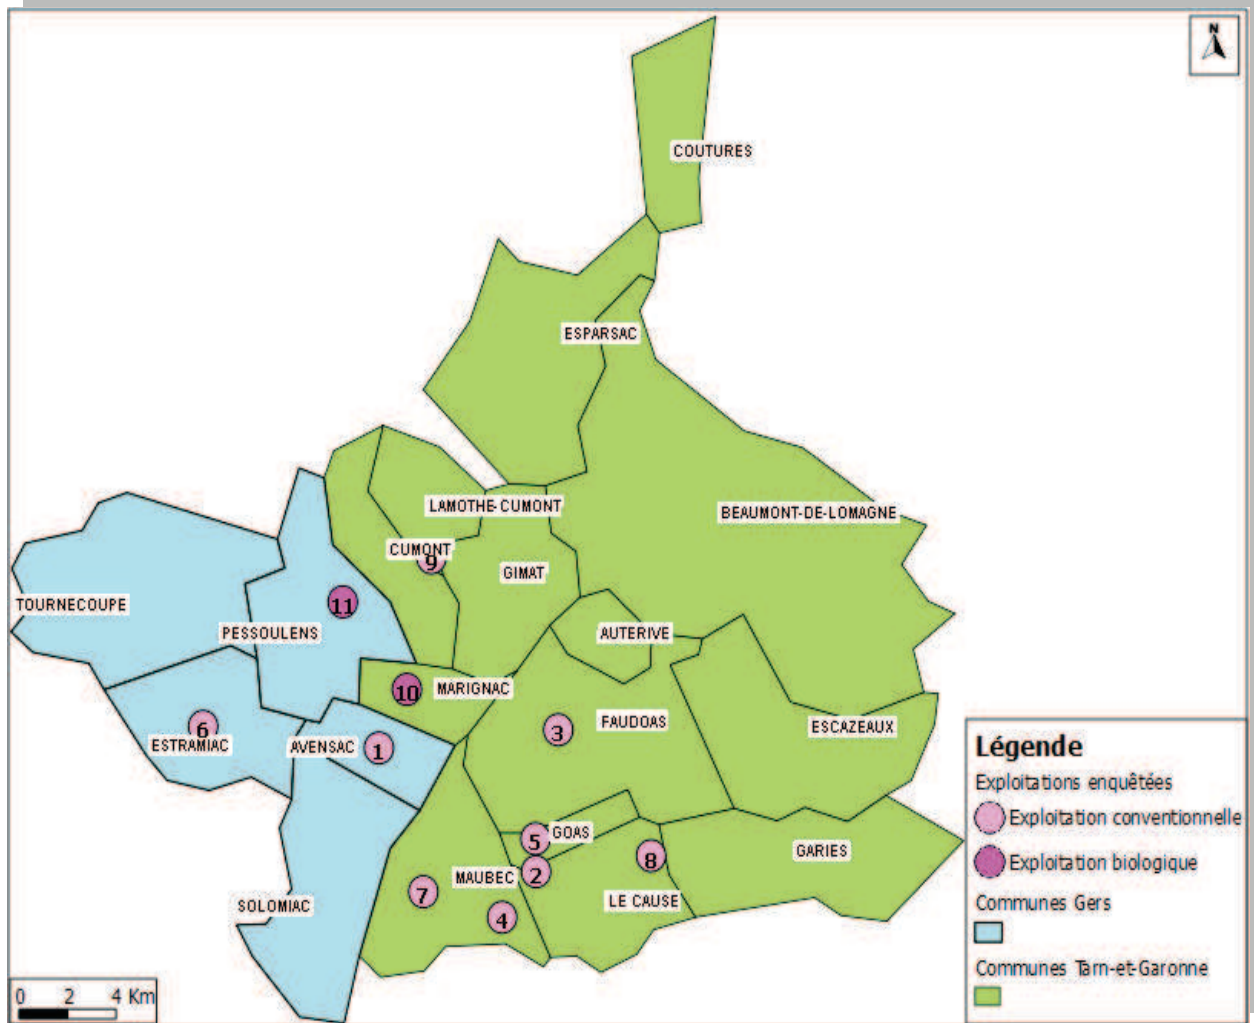 N
COUTURES
ESPARSAC
LAMOTHE-CUMONT
BEAUMONT-DE-LOMAGNE
CUMONT
9
GIMAT
TOURNECOUPE
11
PESSOULENS
AUTERIVE
10
MARIGNAC
6
ESTRAMIAC
AVENSAC
1
3
FAUDOAS
ESCAZEAUX
5
GOAS
2
8
GARIES
MAUBEC
7
4
LE CAUSE
SOLOMIAC
Légende
Exploitations enquêtées
Exploitation conventionnelle
Exploitation biologique
Communes Gers
Communes Tarn-et-Garonne
0 2 4 Km